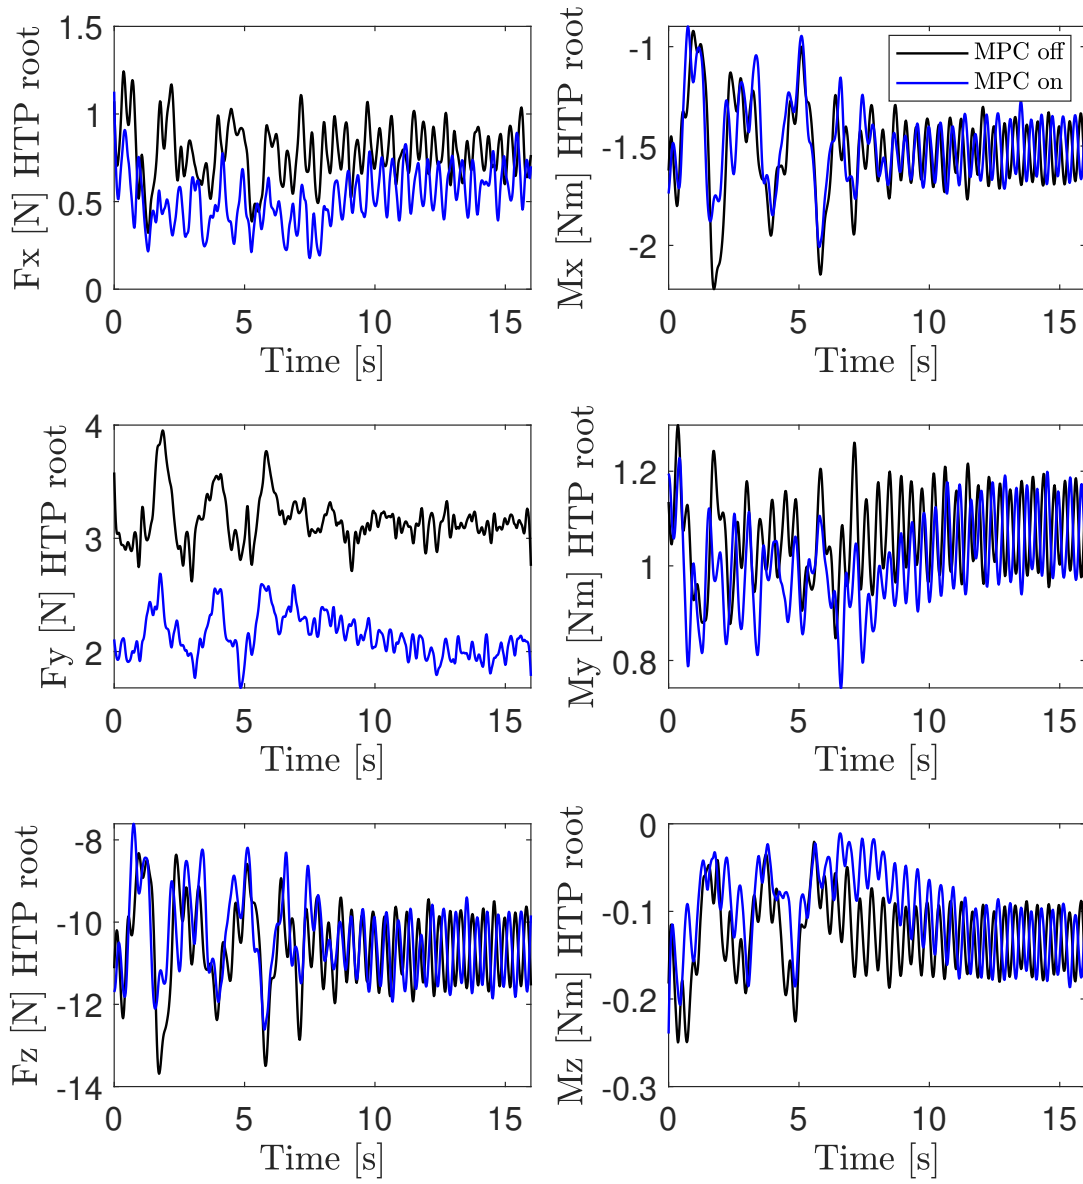 1.5
1
0.5
0
Fx [N] HTP root
0 5 10 15
Time [s]
-1
-1.5
-2
Mx [Nm] HTP root
0 5 10 15
Time [s]
MPC off
MPC on
4
3
2
Fy [N] HTP root
0 5 10 15
Time [s]
1.2
1
0.8
My [Nm] HTP root
0 5 10 15
Time [s]
-8
-10
-12
-14
Fz [N] HTP root
0 5 10 15
Time [s]
0
-0.1
-0.2
-0.3
Mz [Nm] HTP root
0 5 10 15
Time [s]